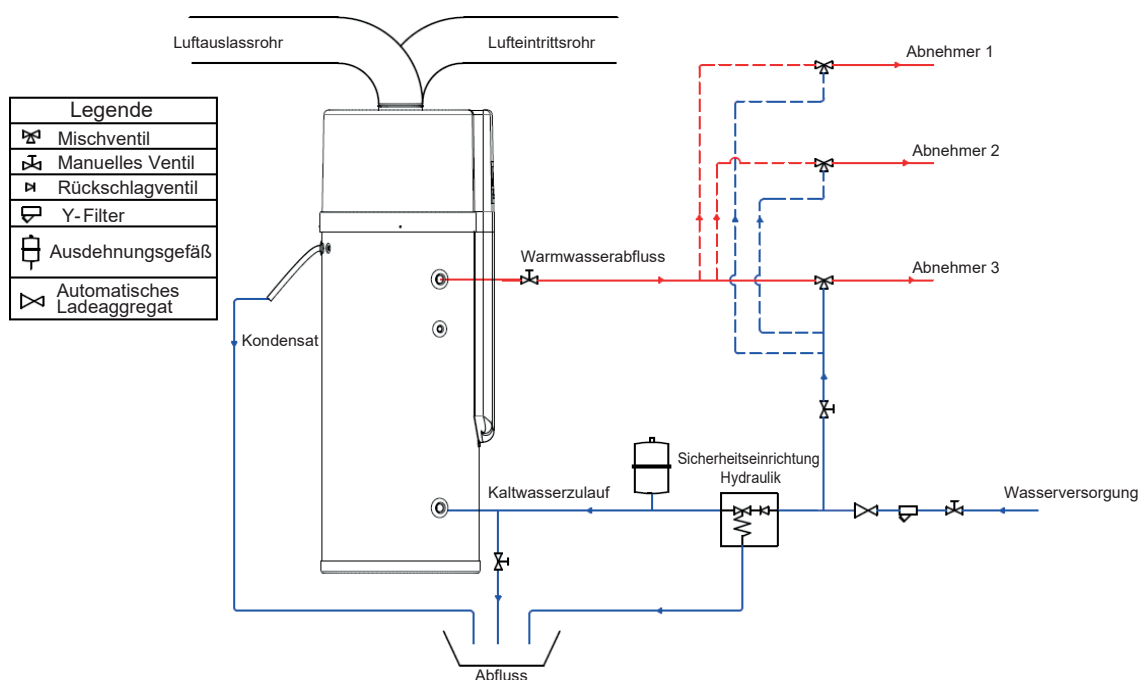 Luftauslassrohr
Lufteintrittsrohr
Legende
Mischventil
Manuelles Ventil
Rückschlagventil
Y-Filter
Ausdehnungsgefäß
Automatisches
Ladeaggregat
Abnehmer 1
Abnehmer 2
Warmwasserabfluss
Abnehmer 3
Kondensat
Sicherheitseinrichtung
Hydraulik
Kaltwasserzulauf
Wasserversorgung
Abfluss